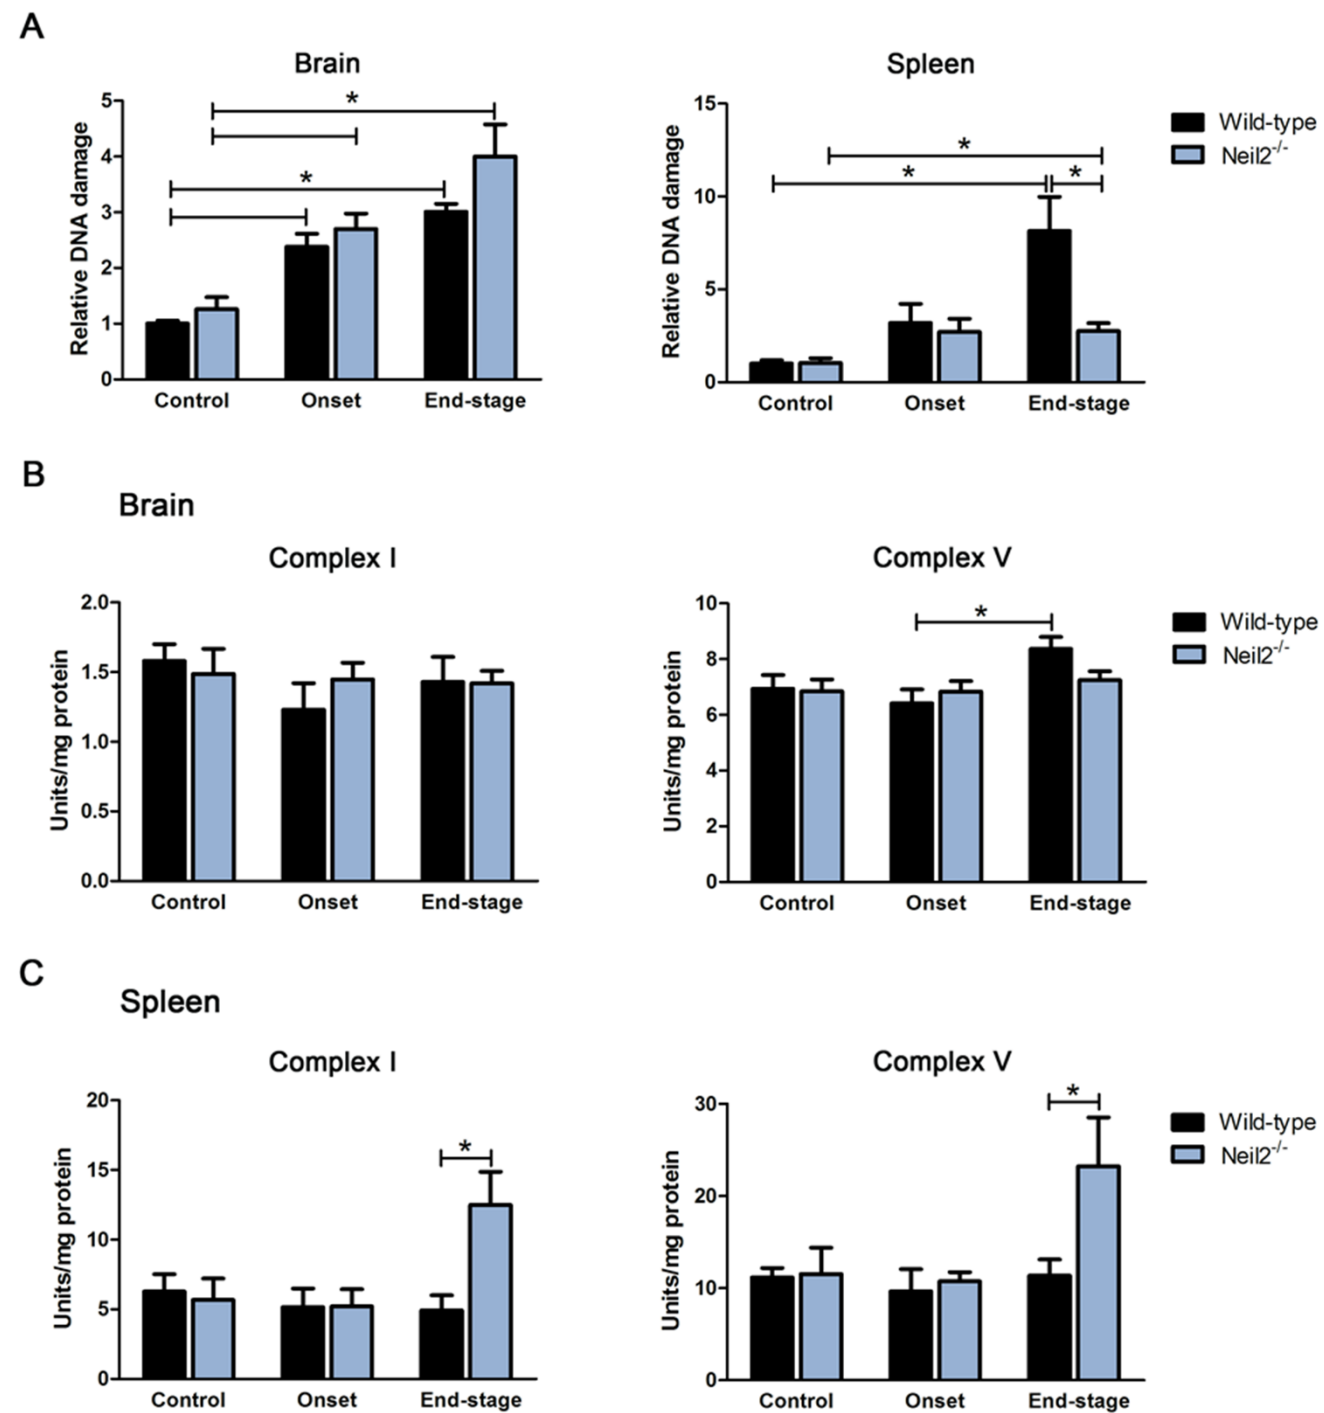 A
Brain
Relative DNA damage
5
4
3
2
1
0
*
*
Control Onset End-stage
Spleen
Relative DNA damage
15
10
5
0
*
*
*
Control Onset End-stage
Wild-type
Neil2-/-
B
Brain
Complex I
Units/mg protein
2.0
1.5
1.0
0.5
0.0
Control Onset End-stage
Complex V
Units/mg protein
10
8
6
4
2
0
*
Control Onset End-stage
Wild-type
Neil2-/-
C
Spleen
Complex I
Units/mg protein
20
15
10
5
0
*
Control Onset End-stage
Complex V
Units/mg protein
30
20
10
0
*
Control Onset End-stage
Wild-type
Neil2-/-